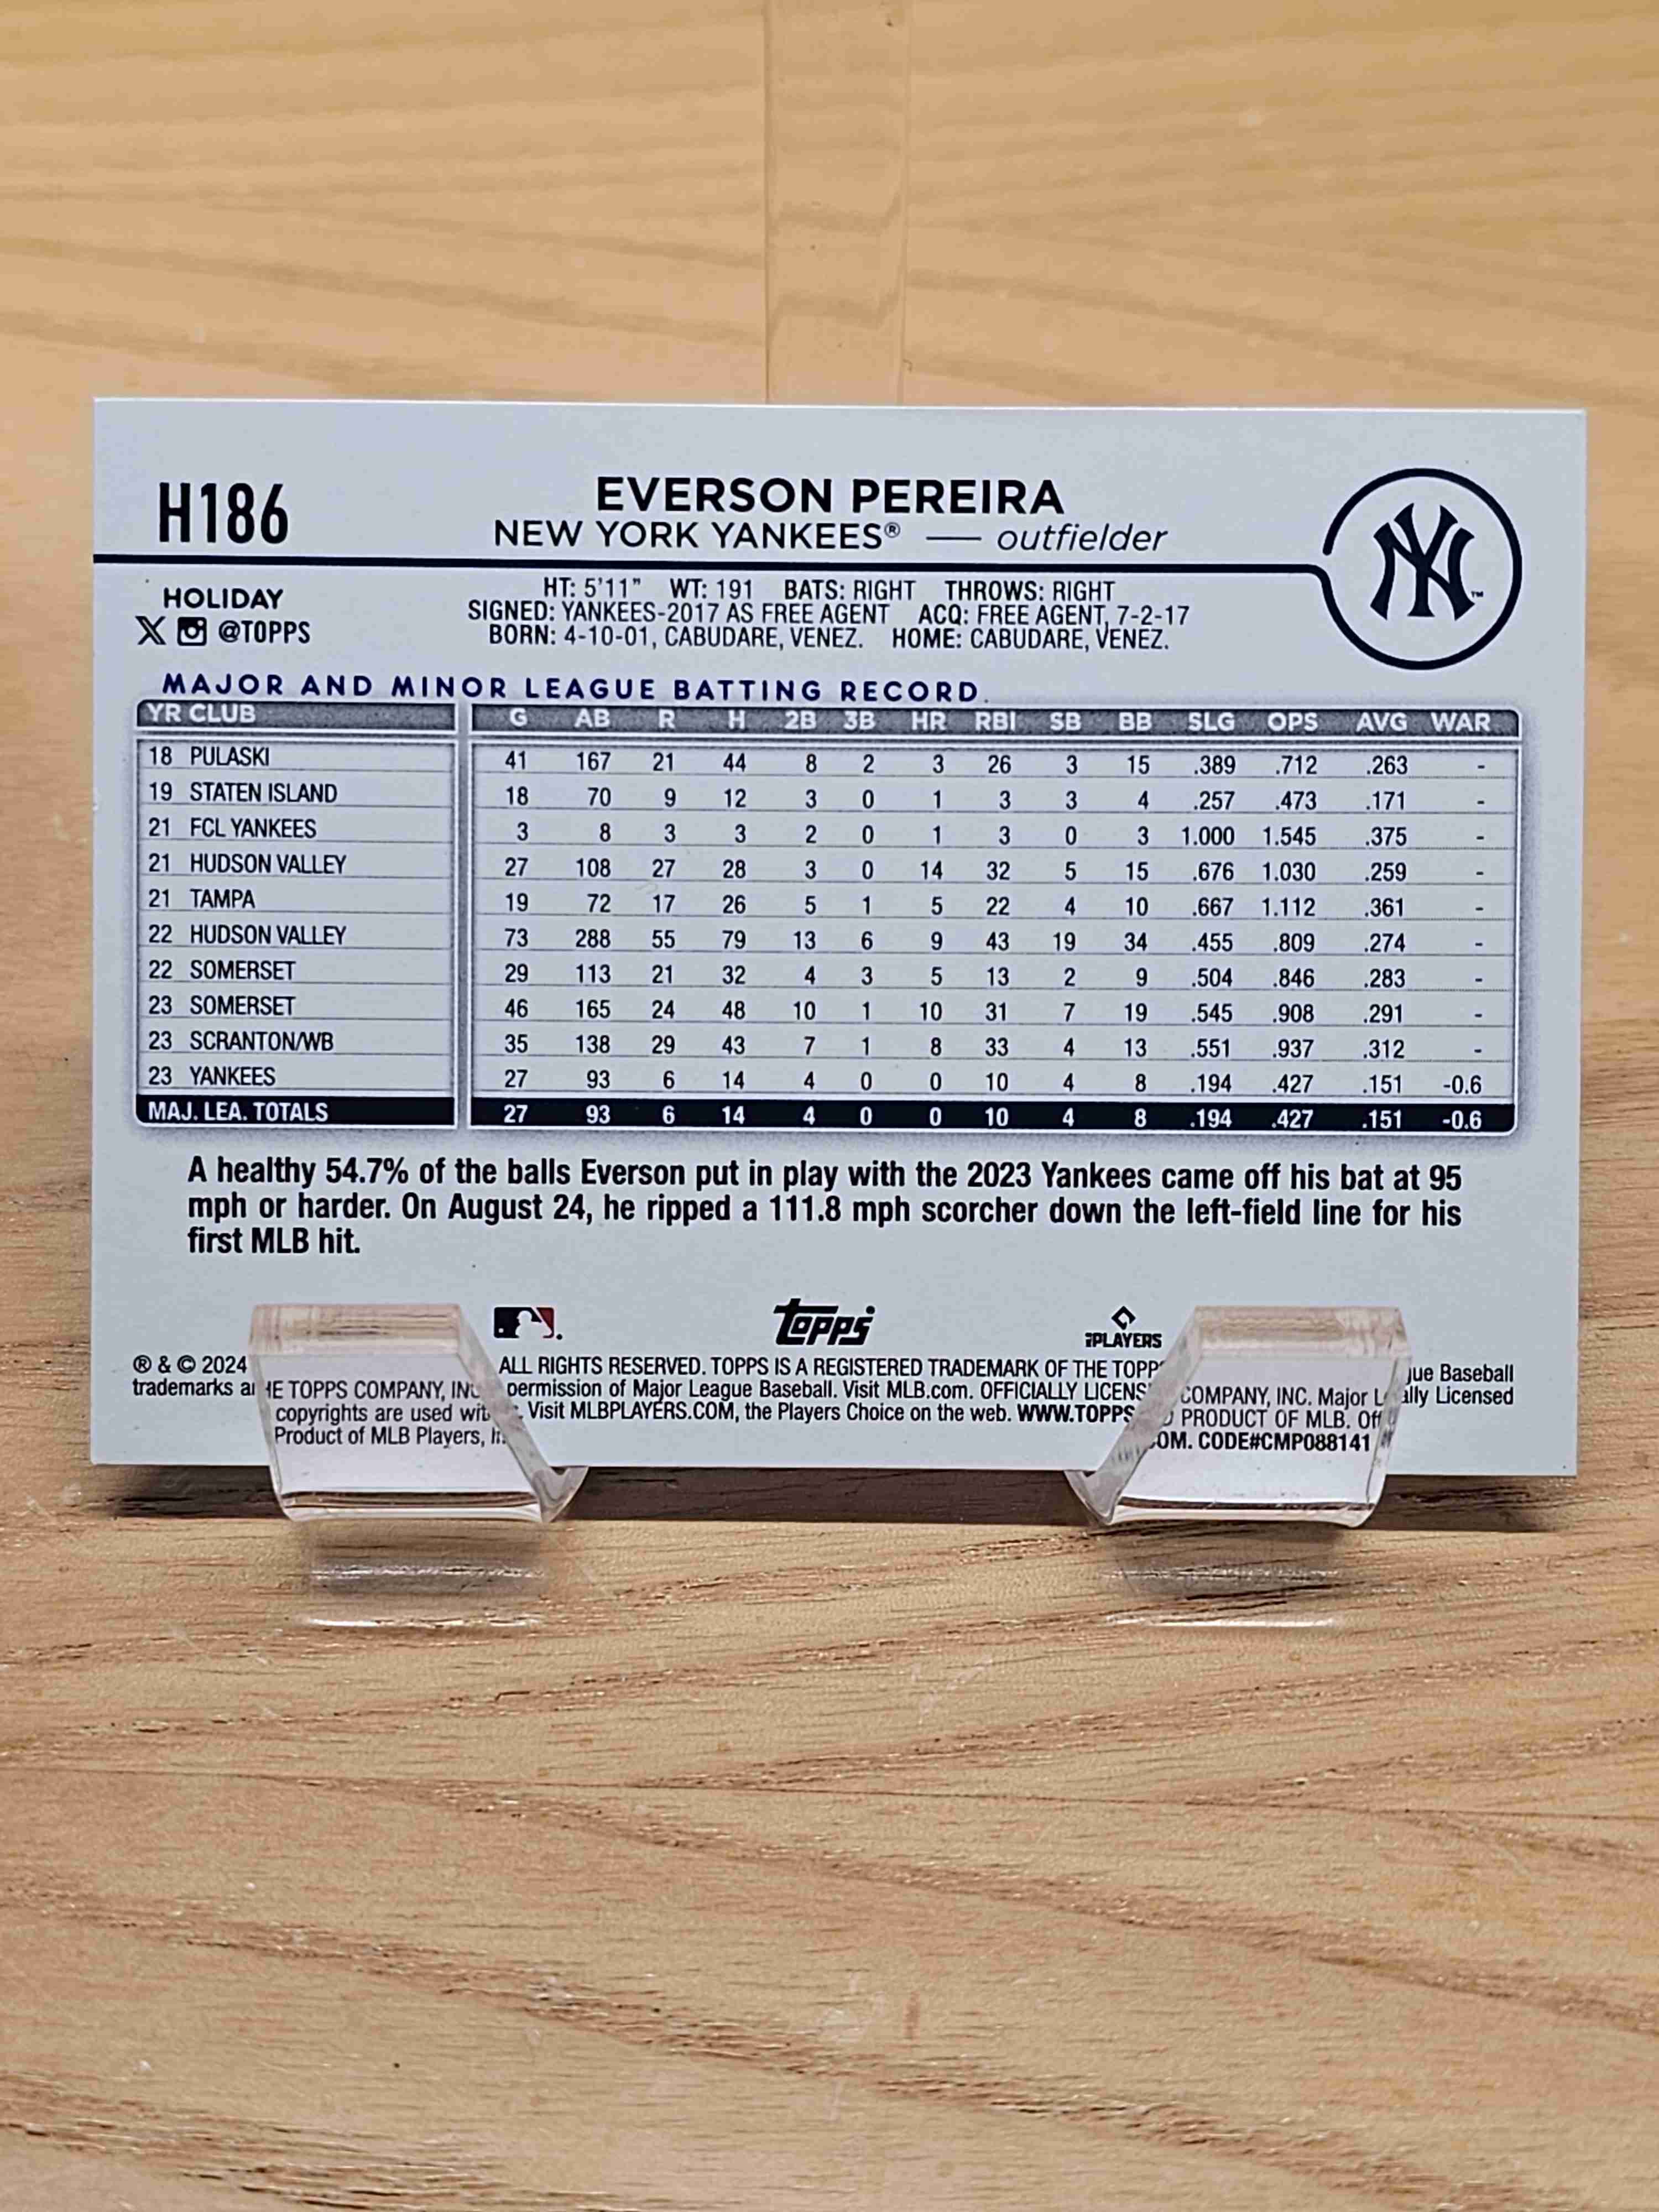 H186
EVERSON PEREIRA
NEW YORK YANKEES® — outfielder
NY™
HOLIDAY
X @TOPPS
HT: 5'11" WT: 191 BATS: RIGHT THROWS: RIGHT
SIGNED: YANKEES-2017 AS FREE AGENT ACQ: FREE AGENT, 7-2-17
BORN: 4-10-01, CABUDARE, VENEZ. HOME: CABUDARE, VENEZ.
MAJOR AND MINOR LEAGUE BATTING RECORD
YR CLUB G AB R H 2B 3B HR RBI SB BB SLG OPS AVG WAR
18 PULASKI 41 167 21 44 8 2 3 26 3 15 .389 .712 .263 -
19 STATEN ISLAND 18 70 9 12 3 0 1 3 3 4 .257 .473 .171 -
21 FCL YANKEES 3 8 3 3 2 0 1 3 0 3 1.000 1.545 .375 -
21 HUDSON VALLEY 27 108 27 28 3 0 14 32 5 15 .676 1.030 .259 -
21 TAMPA 19 72 17 26 5 1 5 22 4 10 .667 1.112 .361 -
22 HUDSON VALLEY 73 288 55 79 13 6 9 43 19 34 .455 .809 .274 -
22 SOMERSET 29 113 21 32 4 3 5 13 2 9 .504 .846 .283 -
23 SOMERSET 46 165 24 48 10 1 10 31 7 19 .545 .908 .291 -
23 SCRANTON/WB 35 138 29 43 7 1 8 33 4 13 .551 .937 .312 -
23 YANKEES 27 93 6 14 4 0 0 10 4 8 .194 .427 .151 -0.6
MAJ. LEA. TOTALS 27 93 6 14 4 0 0 10 4 8 .194 .427 .151 -0.6
A healthy 54.7% of the balls Everson put in play with the 2023 Yankees came off his bat at 95
mph or harder. On August 24, he ripped a 111.8 mph scorcher down the left-field line for his
first MLB hit.
topps
PLAYERS
® & © 2024 THE TOPPS COMPANY, INC. ALL RIGHTS RESERVED. TOPPS IS A REGISTERED TRADEMARK OF THE TOPPS COMPANY, INC. Major League Baseball
trademarks and copyrights are used with permission of Major League Baseball. Visit MLB.com. OFFICIALLY LICENSED PRODUCT OF MLB. Officially Licensed
Product of MLB Players, Inc. Visit MLBPLAYERS.COM, the Players Choice on the web. WWW.TOPPS.COM. CODE#CMP088141